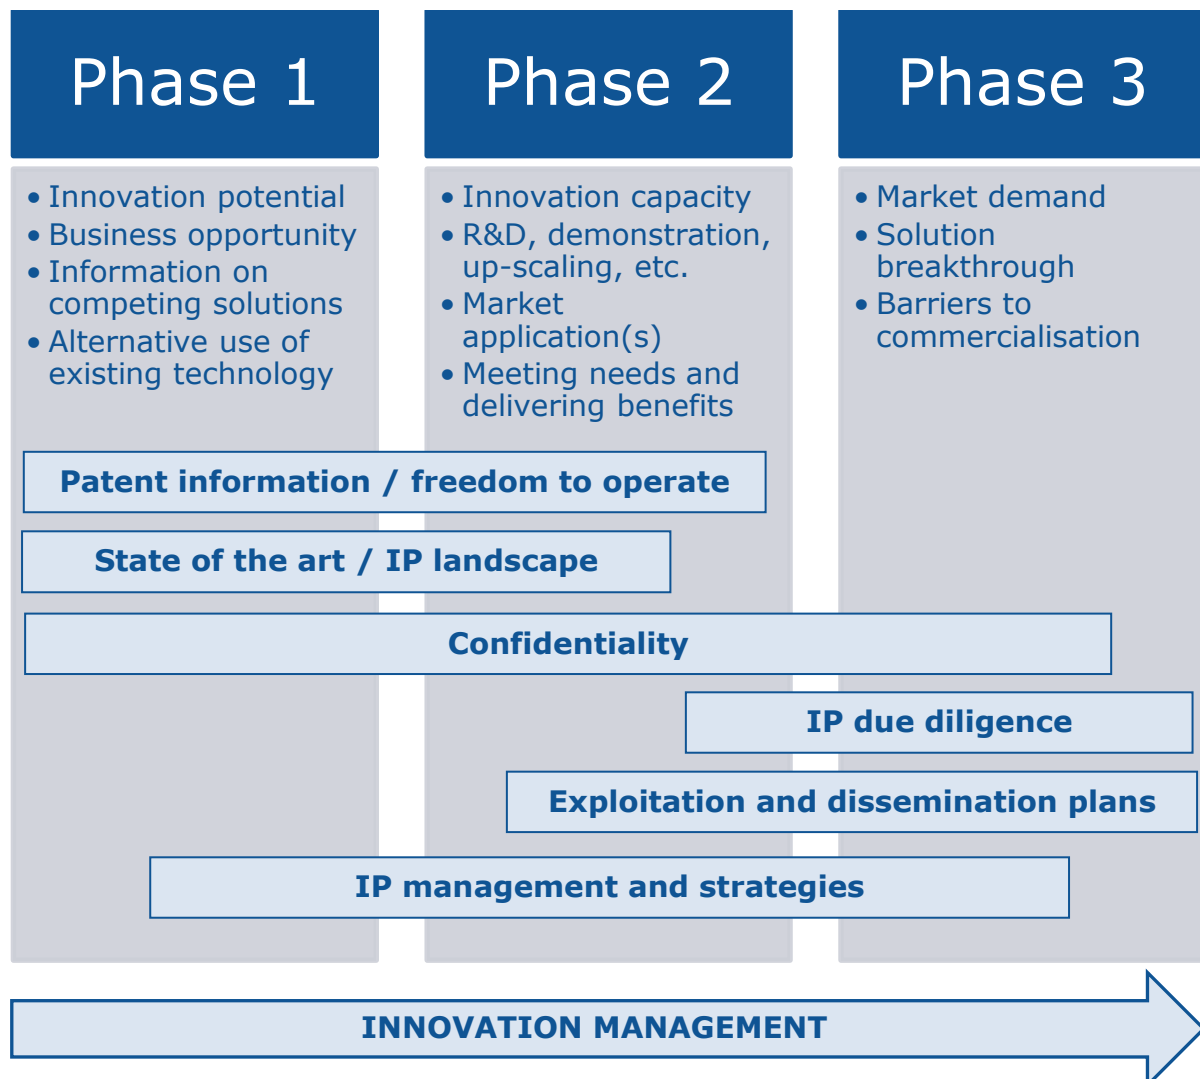 Phase 1
• Innovation potential
• Business opportunity
• Information on
competing solutions
• Alternative use of
existing technology
Phase 2
• Innovation capacity
• R&D, demonstration,
up-scaling, etc.
• Market
application(s)
• Meeting needs and
delivering benefits
Phase 3
• Market demand
• Solution
breakthrough
• Barriers to
commercialisation
Patent information / freedom to operate
State of the art / IP landscape
Confidentiality
IP due diligence
Exploitation and dissemination plans
IP management and strategies
INNOVATION MANAGEMENT